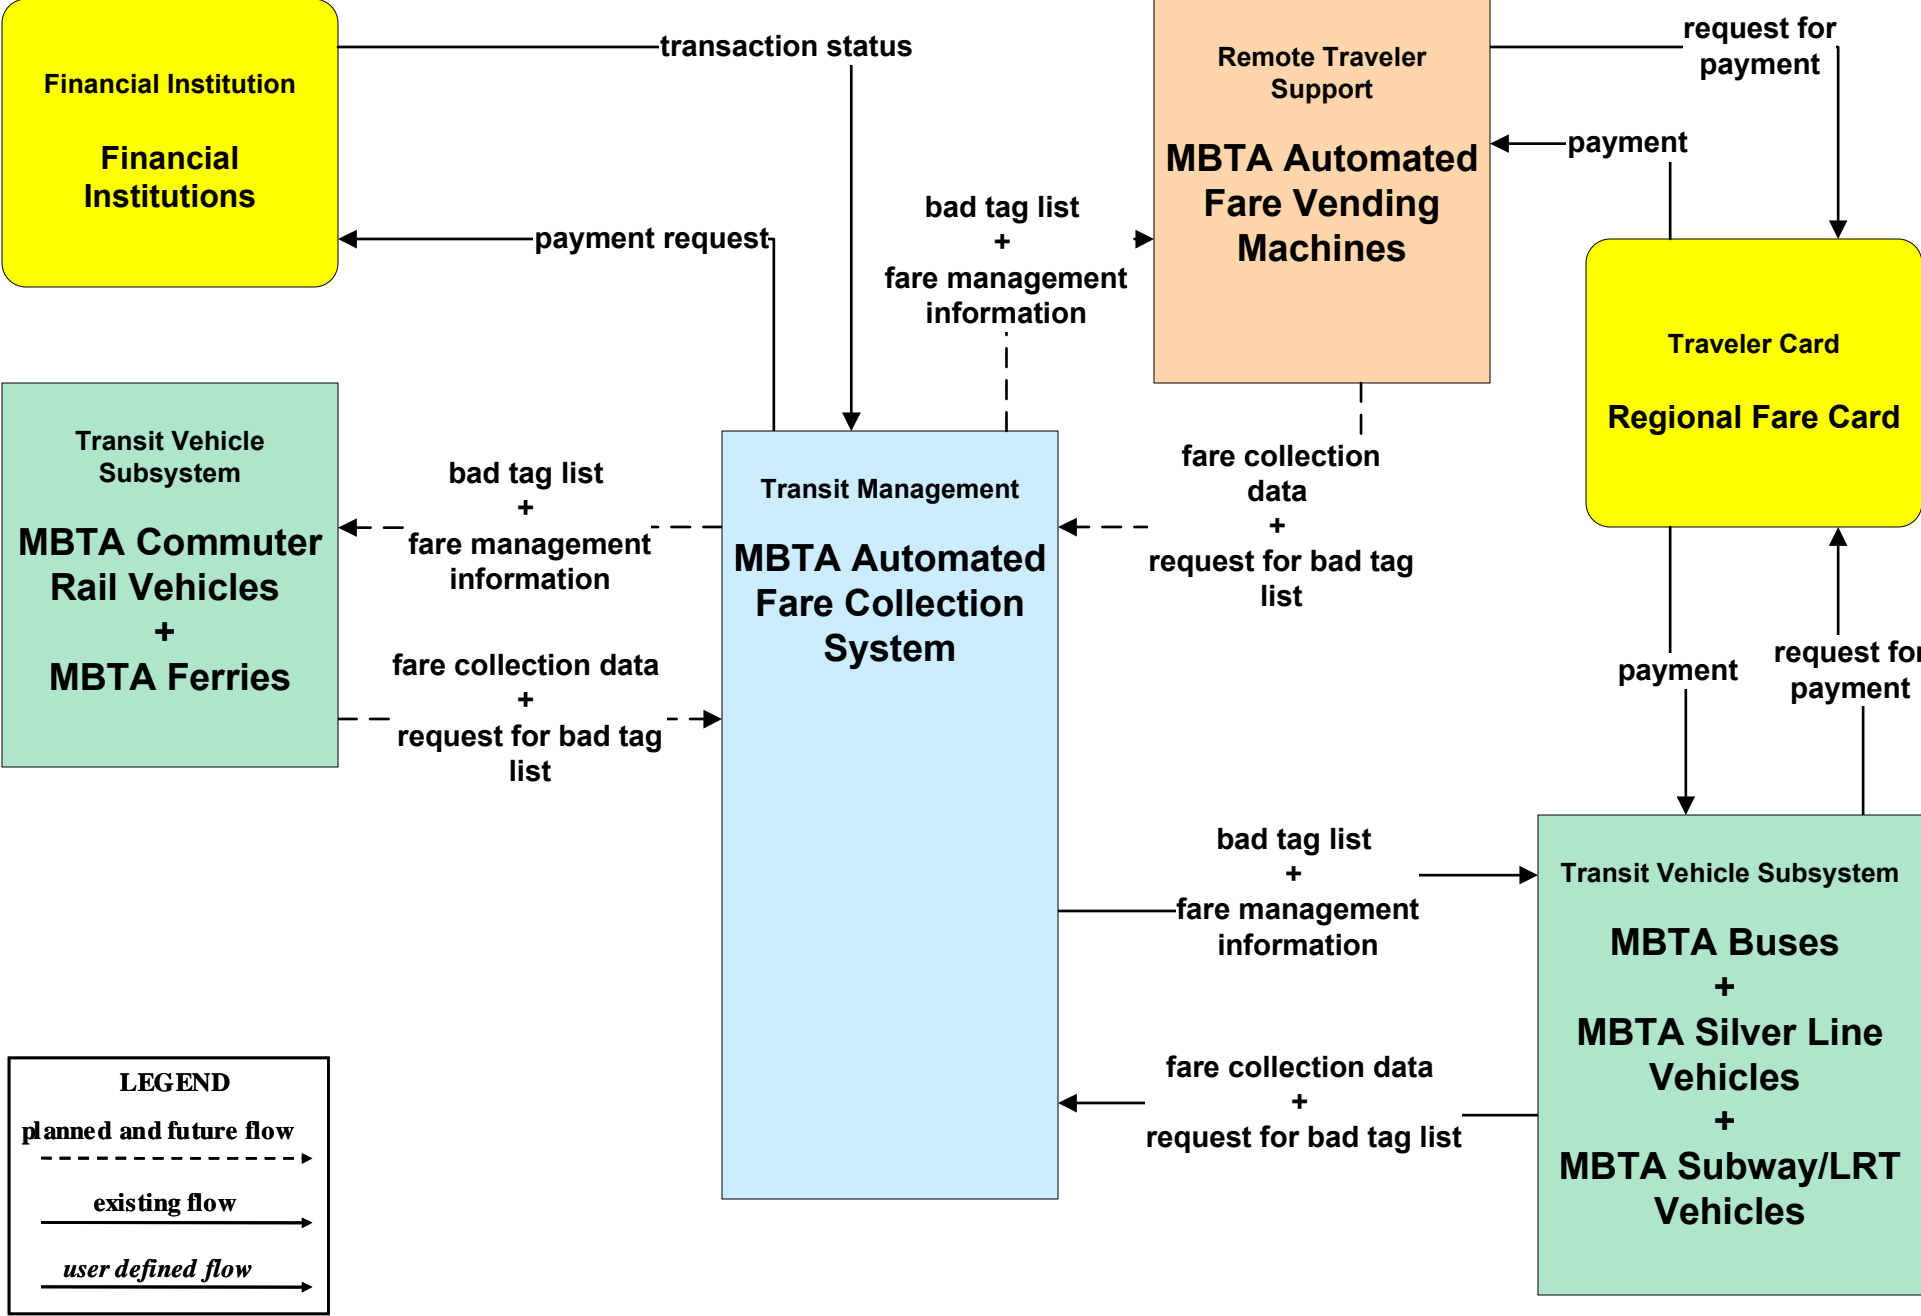 Financial Institution
Financial
Institutions
transaction status
payment request
Remote Traveler
Support
MBTA Automated
Fare Vending
Machines
request for
payment
payment
bad tag list
+
fare management
information
Traveler Card
Regional Fare Card
Transit Vehicle
Subsystem
MBTA Commuter
Rail Vehicles
+
MBTA Ferries
bad tag list
+
fare management
information
fare collection data
+
request for bad tag
list
Transit Management
MBTA Automated
Fare Collection
System
fare collection
data
+
request for bad tag
list
payment
request for
payment
bad tag list
+
fare management
information
fare collection data
+
request for bad tag list
Transit Vehicle Subsystem
MBTA Buses
+
MBTA Silver Line
Vehicles
+
MBTA Subway/LRT
Vehicles
LEGEND
planned and future flow
existing flow
user defined flow